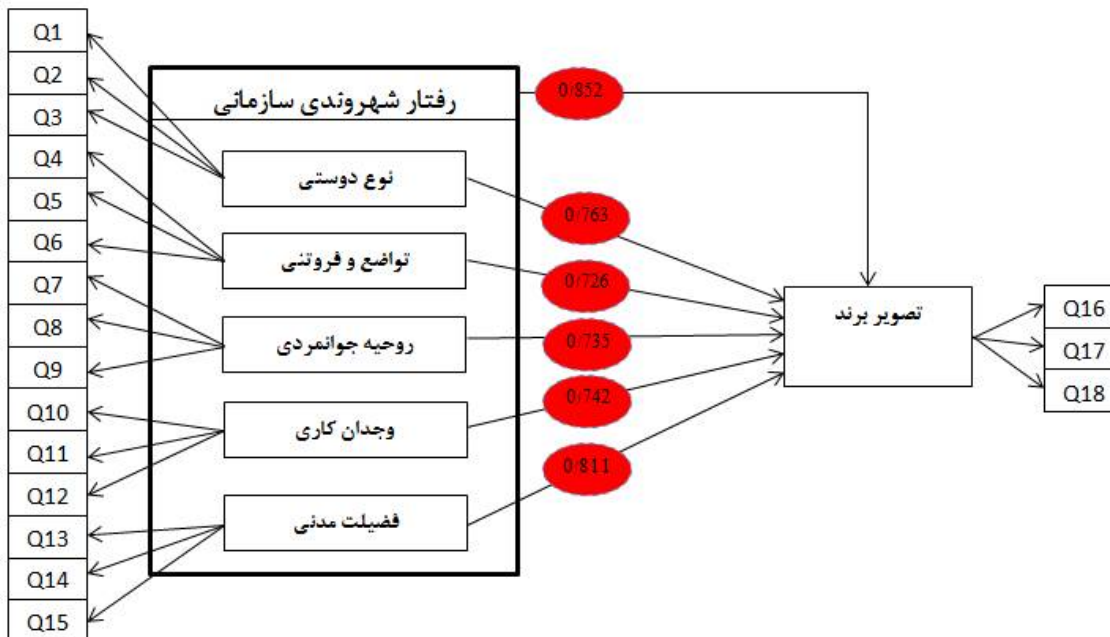 Q1
Q2
Q3
Q4
Q5
Q6
Q7
Q8
Q9
Q10
Q11
Q12
Q13
Q14
Q15
رفتار شهروندی سازمانی
نوع دوستی
تواضع و فروتنی
روحیه جوانمردی
وجدان کاری
فضیلت مدنی
0/852
0/763
0/726
0/735
0/742
0/811
تصویر برند
Q16
Q17
Q18